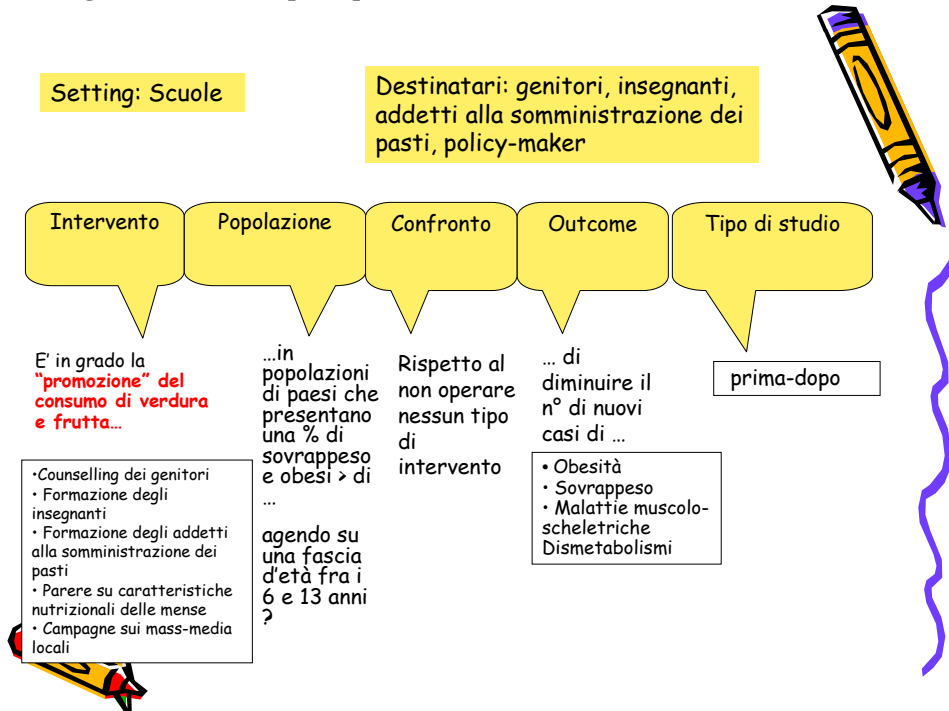 Setting: Scuole
Destinatari: genitori, insegnanti,
addetti alla somministrazione dei
pasti, policy-maker
Intervento
Popolazione
Confronto
Outcome
Tipo di studio
E’ in grado la
“promozione” del
consumo di verdura
e frutta…
•Counselling dei genitori
• Formazione degli
insegnanti
• Formazione degli addetti
alla somministrazione dei
pasti
• Parere su caratteristiche
nutrizionali delle mense
• Campagne sui mass-media
locali
…in
popolazioni
di paesi che
presentano
una % di
sovrappeso
e obesi > di
…
agendo su
una fascia
d’età fra i
6 e 13 anni
?
Rispetto al
non operare
nessun tipo
di
intervento
… di
diminuire il
n° di nuovi
casi di …
• Obesità
• Sovrappeso
• Malattie muscolo-
scheletriche
Dismetabolismi
prima-dopo